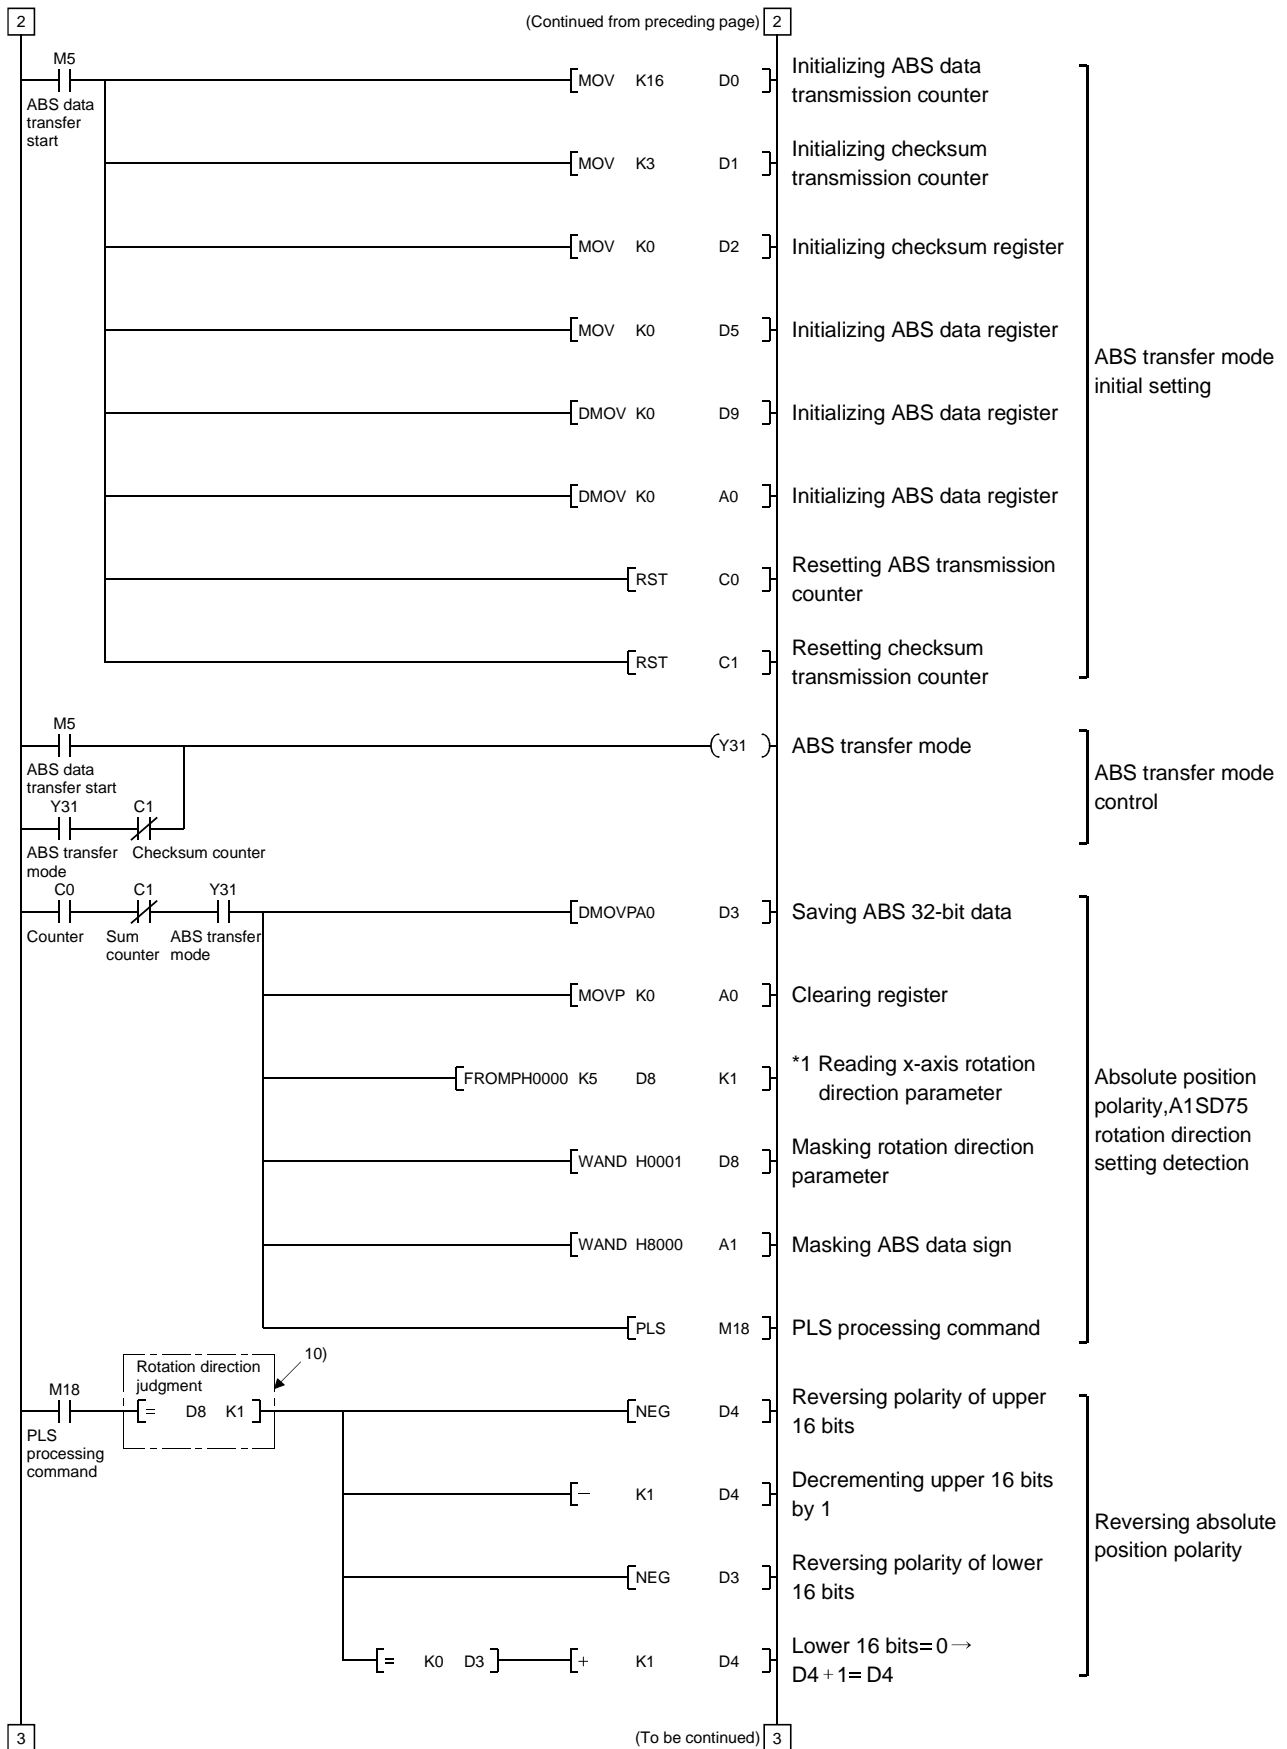 2
(Continued from preceding page)
2
M5
ABS data
transfer
start
MOV K16 D0
Initializing ABS data
transmission counter
MOV K3 D1
Initializing checksum
transmission counter
MOV K0 D2
Initializing checksum register
MOV K0 D5
Initializing ABS data register
DMOV K0 D9
Initializing ABS data register
DMOV K0 A0
Initializing ABS data register
RST C0
Resetting ABS transmission
counter
RST C1
Resetting checksum
transmission counter
ABS transfer mode
initial setting
M5
ABS data
transfer start
Y31
ABS transfer mode
Y31
ABS transfer
mode
C1
Checksum counter
ABS transfer mode
control
C0
Counter
C1
Sum
counter
Y31
ABS transfer
mode
DMOVPA0 D3
Saving ABS 32-bit data
MOVP K0 A0
Clearing register
FROMPH0000 K5 D8 K1
*1 Reading x-axis rotation
direction parameter
WAND H0001 D8
Masking rotation direction
parameter
WAND H8000 A1
Masking ABS data sign
PLS M18
PLS processing command
Absolute position
polarity,A1SD75
rotation direction
setting detection
M18
PLS
processing
command
Rotation direction
judgment
= D8 K1
10)
NEG D4
Reversing polarity of upper
16 bits
− K1 D4
Decrementing upper 16 bits
by 1
NEG D3
Reversing polarity of lower
16 bits
= K0 D3
+ K1 D4
Lower 16 bits=0→
D4+1=D4
Reversing absolute
position polarity
3
(To be continued)
3